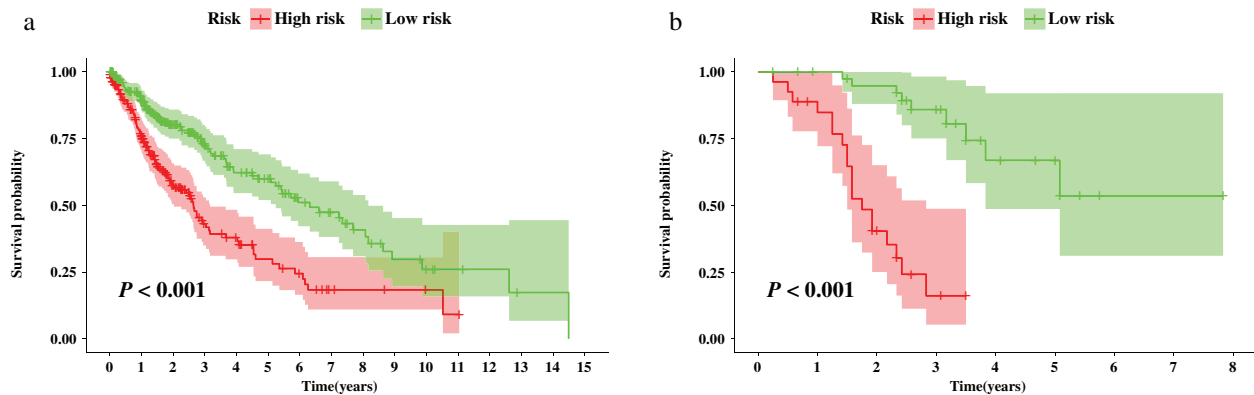 a
Risk High risk Low risk
Survival probability
1.00
0.75
0.50
0.25
0.00
P < 0.001
0 1 2 3 4 5 6 7 8 9 10 11 12 13 14 15
Time(years)
b
Risk High risk Low risk
Survival probability
1.00
0.75
0.50
0.25
0.00
P < 0.001
0 1 2 3 4 5 6 7 8
Time(years)